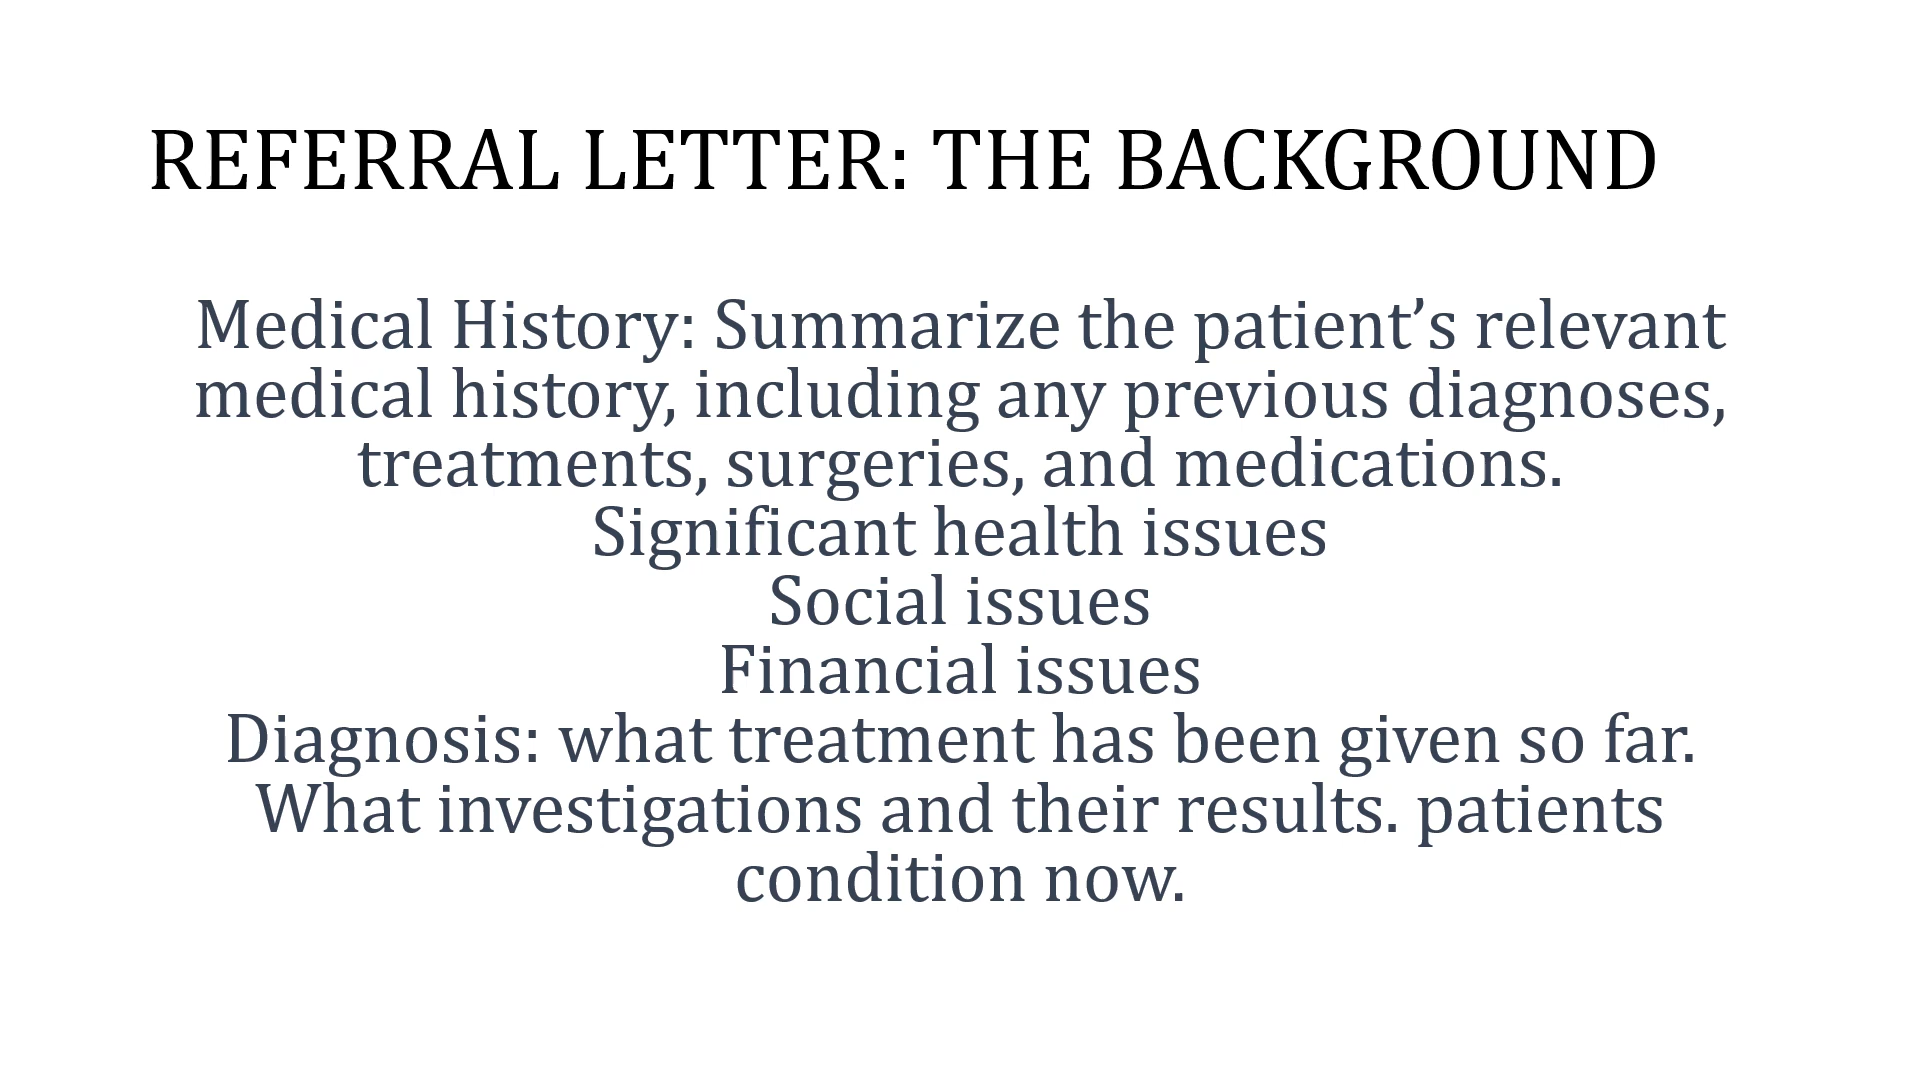 REFERRAL LETTER: THE BACKGROUND
Medical History: Summarize the patient’s relevant
medical history, including any previous diagnoses,
treatments, surgeries, and medications.
Significant health issues
Social issues
Financial issues
Diagnosis: what treatment has been given so far.
What investigations and their results. patients
condition now.